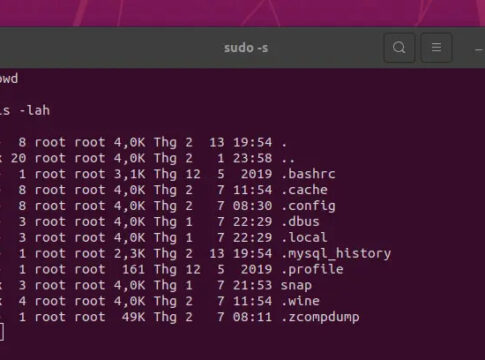 sudo -s
owd
ls -lah
- 8 root root 4,0K Thg 2 13 19:54 .
x 20 root root 4,0K Thg 2 1 23:58 ..
- 1 root root 3,1K Thg 12 5 2019 .bashrc
- 8 root root 4,0K Thg 2 7 11:54 .cache
- 8 root root 4,0K Thg 2 7 08:30 .config
- 3 root root 4,0K Thg 1 7 22:29 .dbus
- 3 root root 4,0K Thg 1 7 22:29 .local
- 1 root root 2,3K Thg 2 13 19:54 .mysql_history
- 1 root root 161 Thg 12 5 2019 .profile
x 3 root root 4,0K Thg 1 7 21:53 snap
x 4 root root 4,0K Thg 2 7 11:54 .wine
- 1 root root 49K Thg 2 7 08:11 .zcompdump